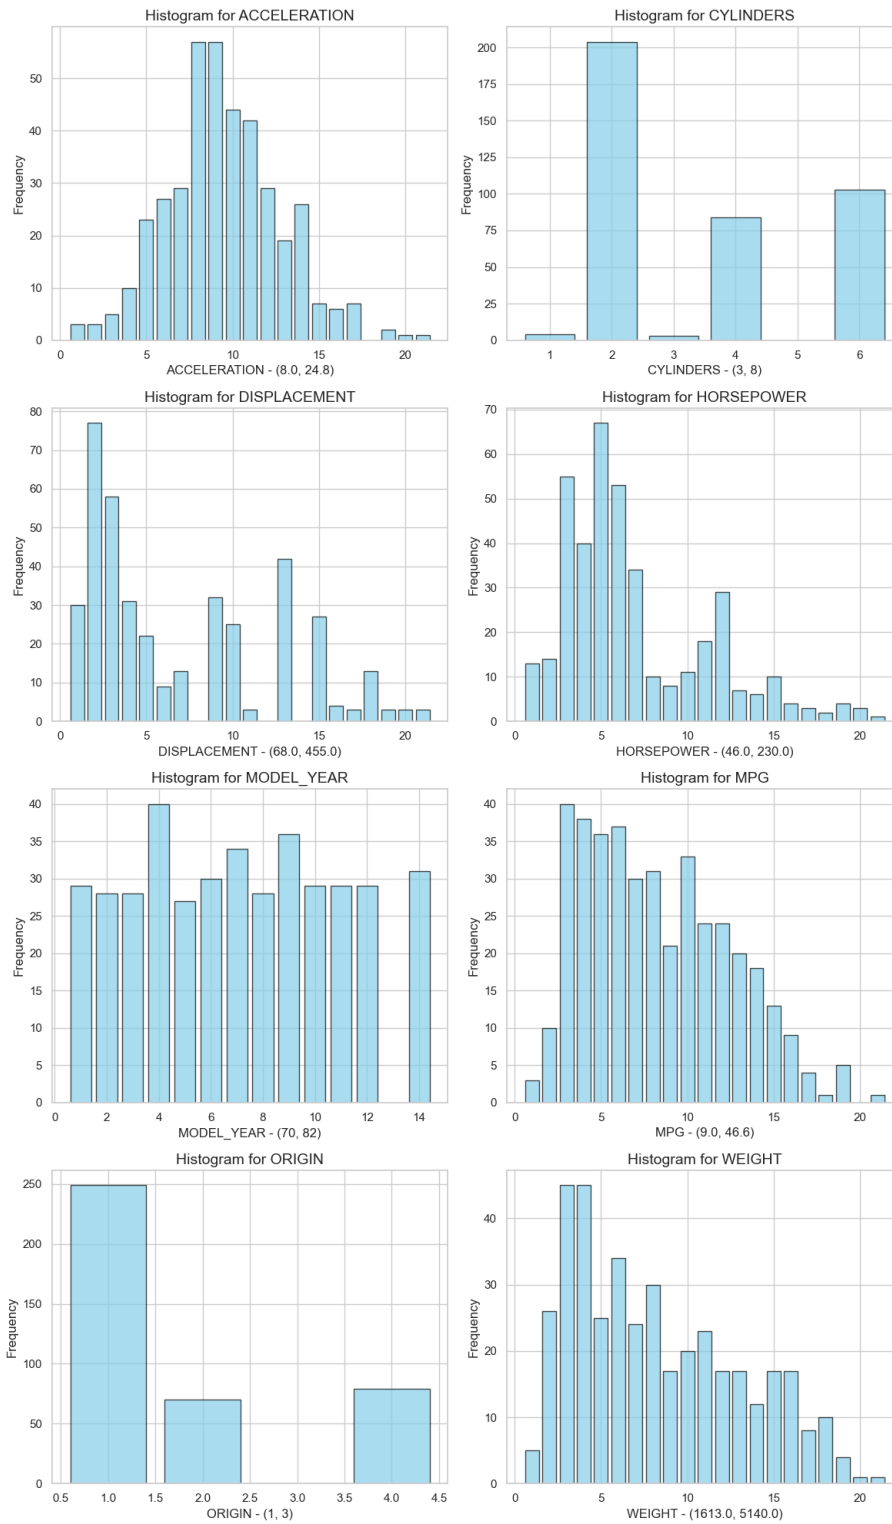 Histogram for ACCELERATION
50
40
30
20
10
0
Frequency
0 5 10 15 20
ACCELERATION - (8.0, 24.8)
Histogram for CYLINDERS
200
175
150
125
100
75
50
25
0
Frequency
1 2 3 4 5 6
CYLINDERS - (3, 8)
Histogram for DISPLACEMENT
80
70
60
50
40
30
20
10
0
Frequency
0 5 10 15 20
DISPLACEMENT - (68.0, 455.0)
Histogram for HORSEPOWER
70
60
50
40
30
20
10
0
Frequency
0 5 10 15 20
HORSEPOWER - (46.0, 230.0)
Histogram for MODEL_YEAR
40
35
30
25
20
15
10
5
0
Frequency
0 2 4 6 8 10 12 14
MODEL_YEAR - (70, 82)
Histogram for MPG
40
35
30
25
20
15
10
5
0
Frequency
0 5 10 15 20
MPG - (9.0, 46.6)
Histogram for ORIGIN
250
200
150
100
50
0
Frequency
0.5 1.0 1.5 2.0 2.5 3.0 3.5 4.0 4.5
ORIGIN - (1, 3)
Histogram for WEIGHT
40
30
20
10
0
Frequency
0 5 10 15 20
WEIGHT - (1613.0, 5140.0)